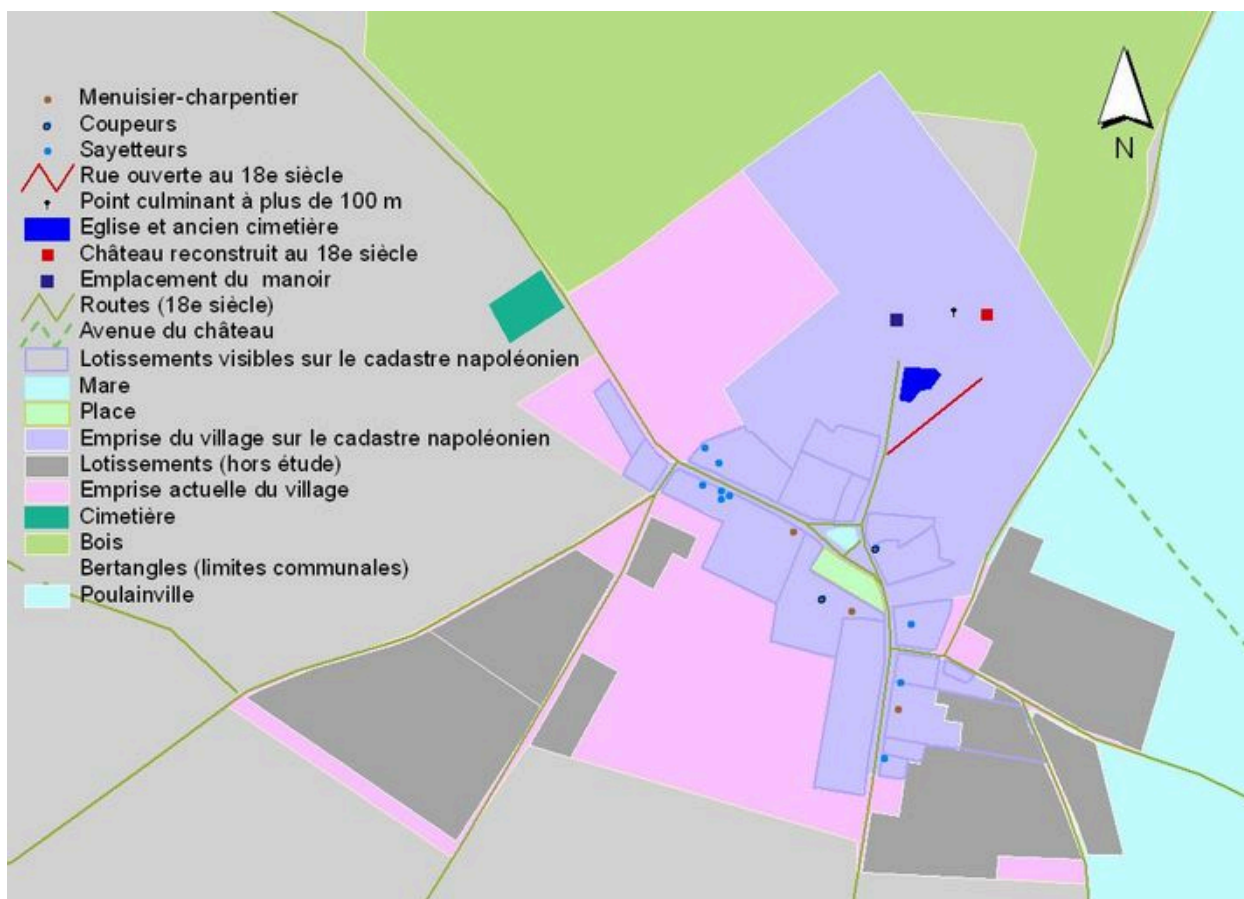 Menuisier-charpentier
Coupeurs
Sayetteurs
Rue ouverte au 18e siècle
Point culminant à plus de 100 m
Eglise et ancien cimetière
Château reconstruit au 18e siècle
Emplacement du manoir
Routes (18e siècle)
Avenue du château
Lotissements visibles sur le cadastre napoléonien
Mare
Place
Emprise du village sur le cadastre napoléonien
Lotissements (hors étude)
Emprise actuelle du village
Cimetière
Bois
Bertangles (limites communales)
Poulainville
N